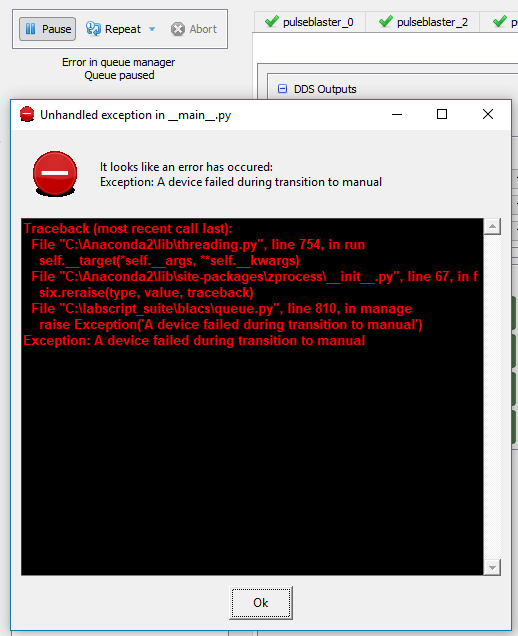 Pause Repeat Abort
pulseblaster_0 pulseblaster_2
Error in queue manager
Queue paused
DDS Outputs
Unhandled exception in __main__.py
It looks like an error has occured:
Exception: A device failed during transition to manual
Traceback (most recent call last):
File "C:\Anaconda2\lib\threading.py", line 754, in run
self.__target(*self.__args, **self.__kwargs)
File "C:\Anaconda2\lib\site-packages\zprocess\__init__.py", line 67, in f
six.reraise(type, value, traceback)
File "C:\labscript_suite\blacs\queue.py", line 810, in manage
raise Exception('A device failed during transition to manual')
Exception: A device failed during transition to manual
Ok